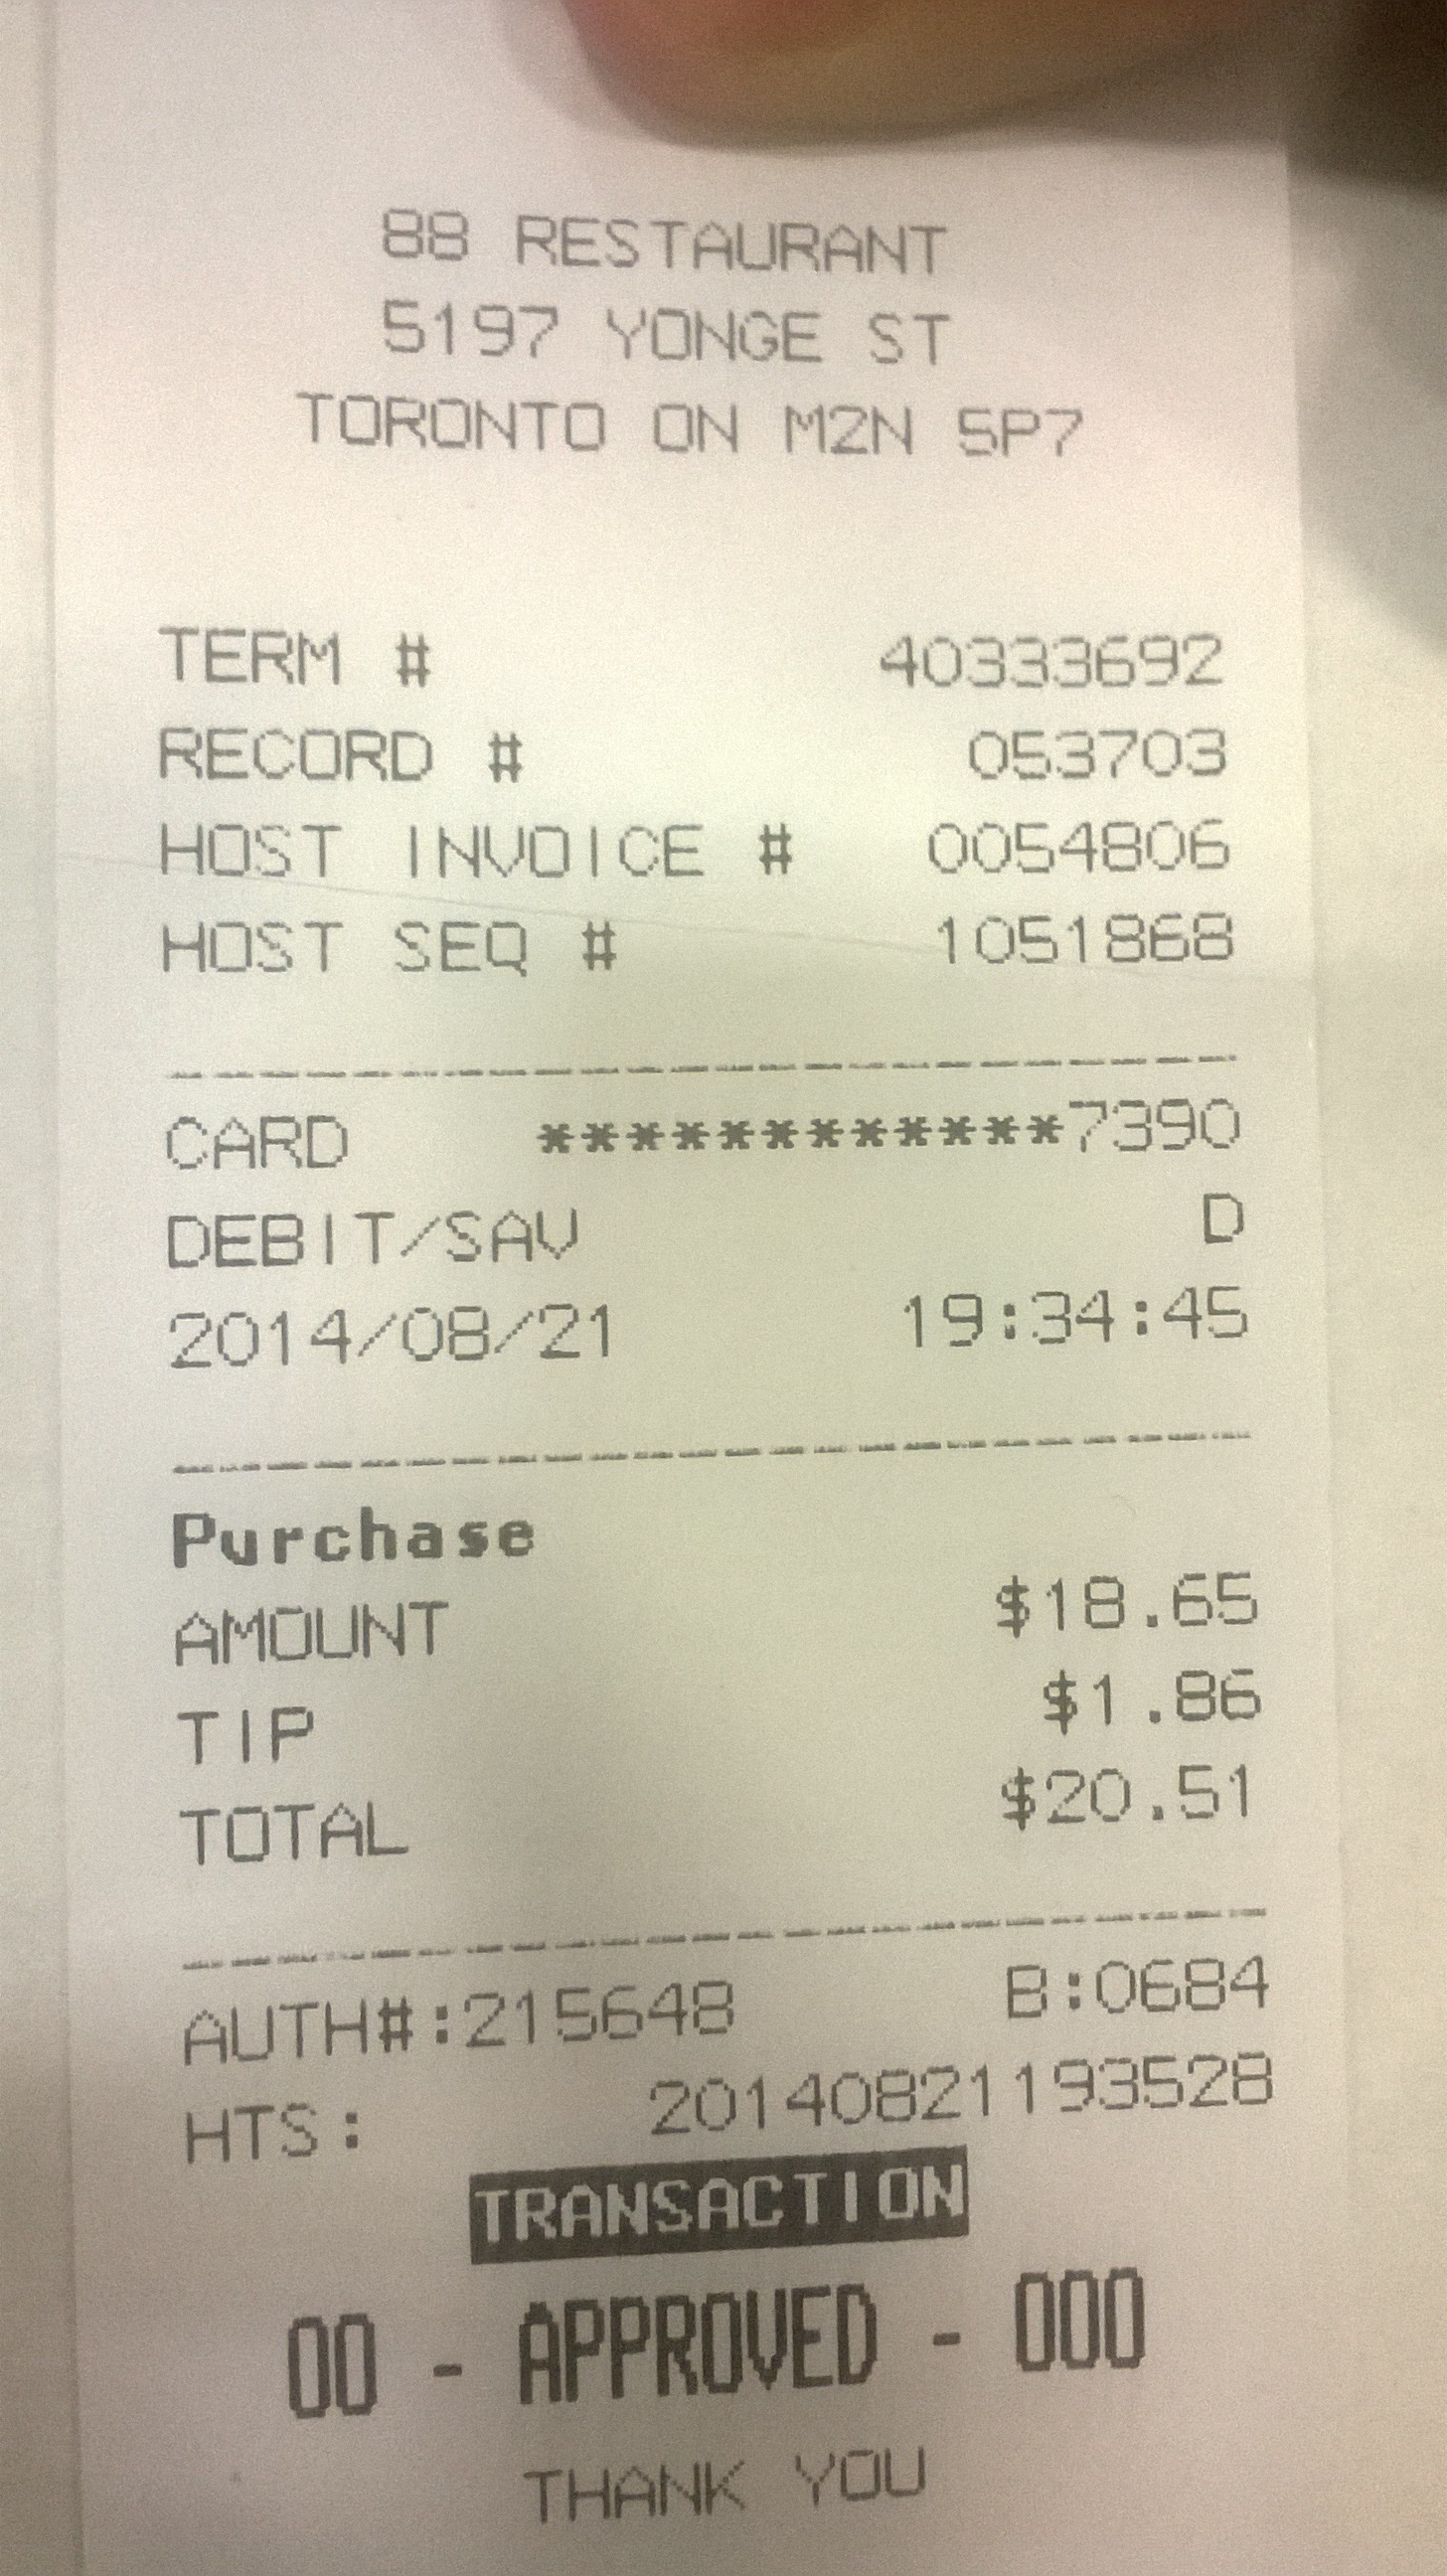 88 RESTAURANT
5197 YONGE ST
TORONTO ON M2N 5P7
TERM # 40333692
RECORD # 053703
HOST INVOICE # 0054806
HOST SEQ # 1051868
CARD ************7390
DEBIT/SAV D
2014/08/21 19:34:45
Purchase
AMOUNT $18.65
TIP $1.86
TOTAL $20.51
AUTH#:215648 B:0684
HTS: 20140821193528
TRANSACTION
00 - APPROVED - 000
THANK YOU